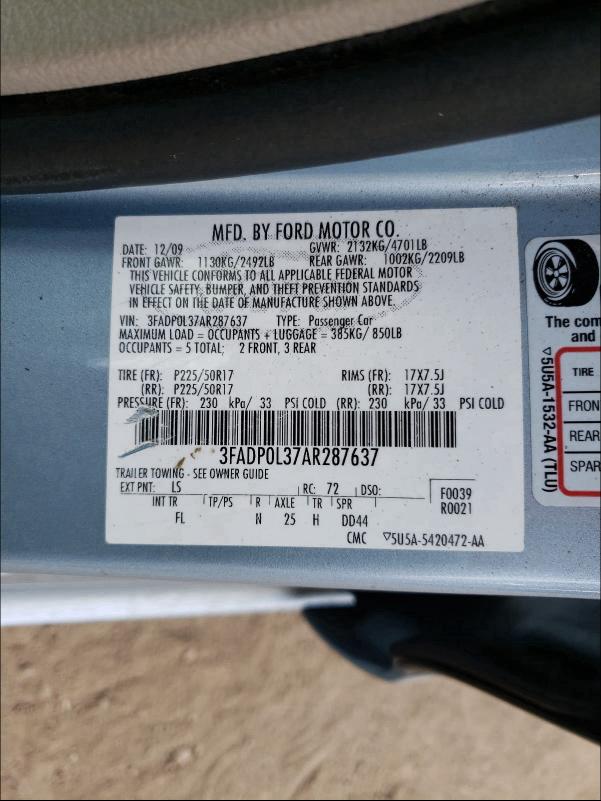 MFD. BY FORD MOTOR CO.
DATE: 12/09 GVWR: 2132KG/4701LB
FRONT GAWR: 1130KG/2492LB REAR GAWR: 1002KG/2209LB
THIS VEHICLE CONFORMS TO ALL APPLICABLE FEDERAL MOTOR
VEHICLE SAFETY, BUMPER, AND THEFT PREVENTION STANDARDS
IN EFFECT ON THE DATE OF MANUFACTURE SHOWN ABOVE.
VIN: 3FADP0L37AR287637 TYPE: Passenger Car
MAXIMUM LOAD = OCCUPANTS + LUGGAGE = 385KG/ 850LB
OCCUPANTS = 5 TOTAL; 2 FRONT, 3 REAR
TIRE (FR): P225/50R17 RIMS (FR): 17X7.5J
(RR): P225/50R17 (RR): 17X7.5J
PRESSURE (FR): 230 kPa/ 33 PSI COLD (RR): 230 kPa/ 33 PSI COLD
3FADP0L37AR287637
TRAILER TOWING - SEE OWNER GUIDE
EXT PNT: LS RC: 72 DSO: F0039
INT TR TP/PS R AXLE TR SPR R0021
FL N 25 H DD44
CMC ▽5U5A-5420472-AA
The com
and
TIRE
FRON
REAR
SPAR
▽5U5A-1532-AA (TLU)